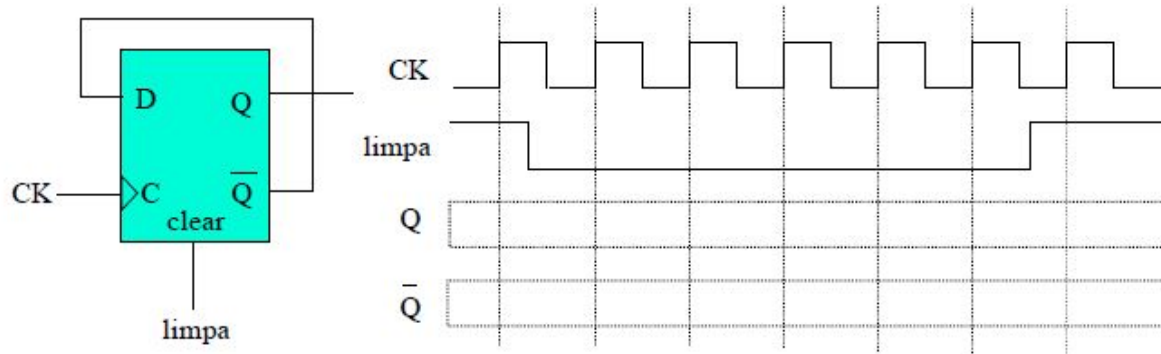 D Q
CK C Q̅
clear
limpa
CK
limpa
Q
Q̅